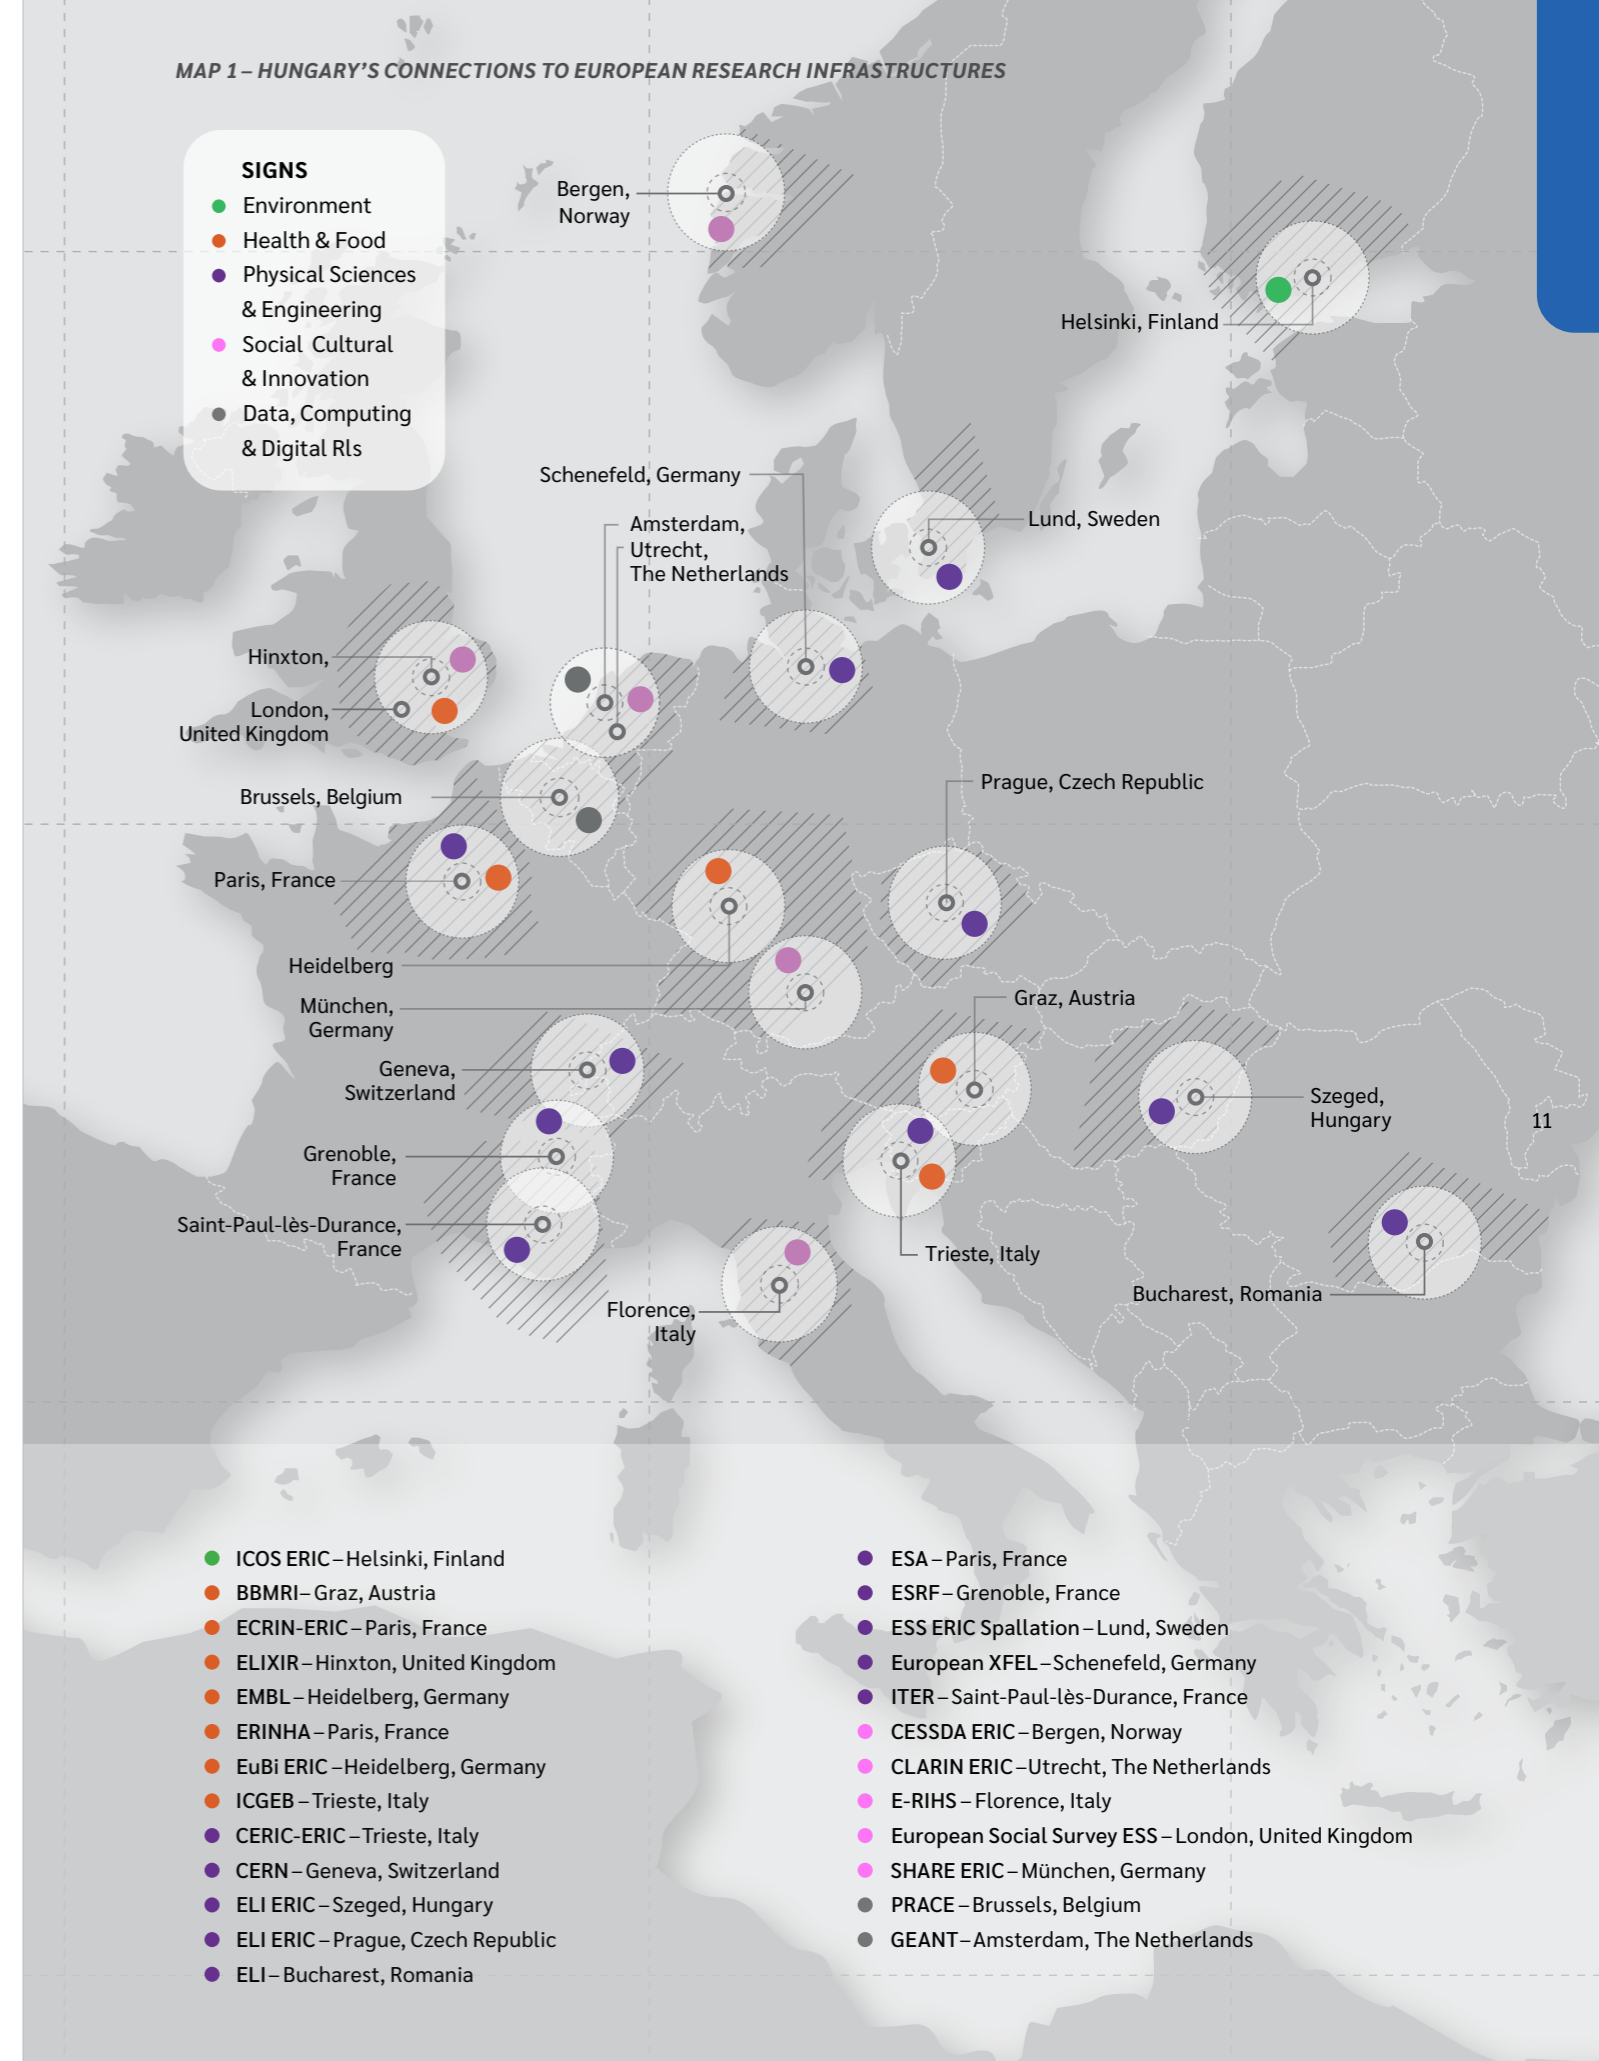 MAP 1 – HUNGARY'S CONNECTIONS TO EUROPEAN RESEARCH INFRASTRUCTURES
SIGNS
Environment
Health & Food
Physical Sciences
& Engineering
Social Cultural
& Innovation
Data, Computing
& Digital RIs
Bergen,
Norway
Helsinki, Finland
Schenefeld, Germany
Amsterdam,
Utrecht,
The Netherlands
Lund, Sweden
Hinxton,
London,
United Kingdom
Brussels, Belgium
Prague, Czech Republic
Paris, France
Heidelberg
München,
Germany
Graz, Austria
Geneva,
Switzerland
Szeged,
Hungary
11
Grenoble,
France
Saint-Paul-lès-Durance,
France
Trieste, Italy
Bucharest, Romania
Florence,
Italy
ICOS ERIC – Helsinki, Finland
BBMRI – Graz, Austria
ECRIN-ERIC – Paris, France
ELIXIR – Hinxton, United Kingdom
EMBL – Heidelberg, Germany
ERINHA – Paris, France
EuBi ERIC – Heidelberg, Germany
ICGEB – Trieste, Italy
CERIC-ERIC – Trieste, Italy
CERN – Geneva, Switzerland
ELI ERIC – Szeged, Hungary
ELI ERIC – Prague, Czech Republic
ELI – Bucharest, Romania
ESA – Paris, France
ESRF – Grenoble, France
ESS ERIC Spallation – Lund, Sweden
European XFEL – Schenefeld, Germany
ITER – Saint-Paul-lès-Durance, France
CESSDA ERIC – Bergen, Norway
CLARIN ERIC – Utrecht, The Netherlands
E-RIHS – Florence, Italy
European Social Survey ESS – London, United Kingdom
SHARE ERIC – München, Germany
PRACE – Brussels, Belgium
GEANT – Amsterdam, The Netherlands